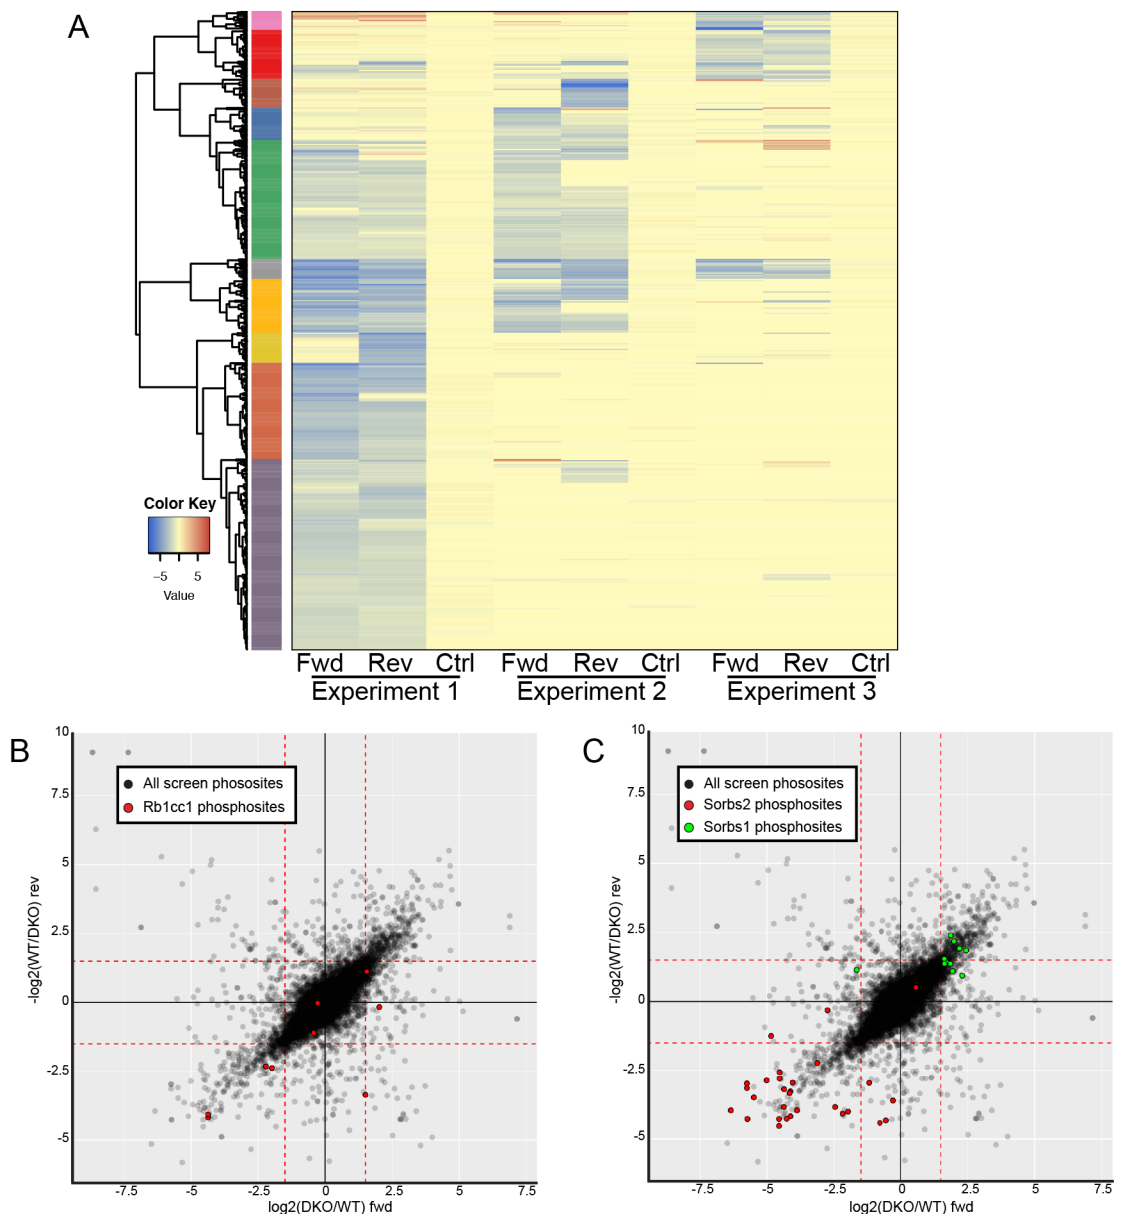 A
Color Key
−5 5
Value
Fwd Rev Ctrl Fwd Rev Ctrl Fwd Rev Ctrl
Experiment 1 Experiment 2 Experiment 3
B
10
7.5
5
2.5
0
-2.5
-5
-log2(WT/DKO) rev
All screen phososites
Rb1cc1 phosphosites
-7.5 -5 -2.5 0 2.5 5 7.5
log2(DKO/WT) fwd
C
10
7.5
5
2.5
0
-2.5
-5
-log2(WT/DKO) rev
All screen phososites
Sorbs2 phosphosites
Sorbs1 phosphosites
-7.5 -5 -2.5 0 2.5 5 7.5
log2(DKO/WT) fwd